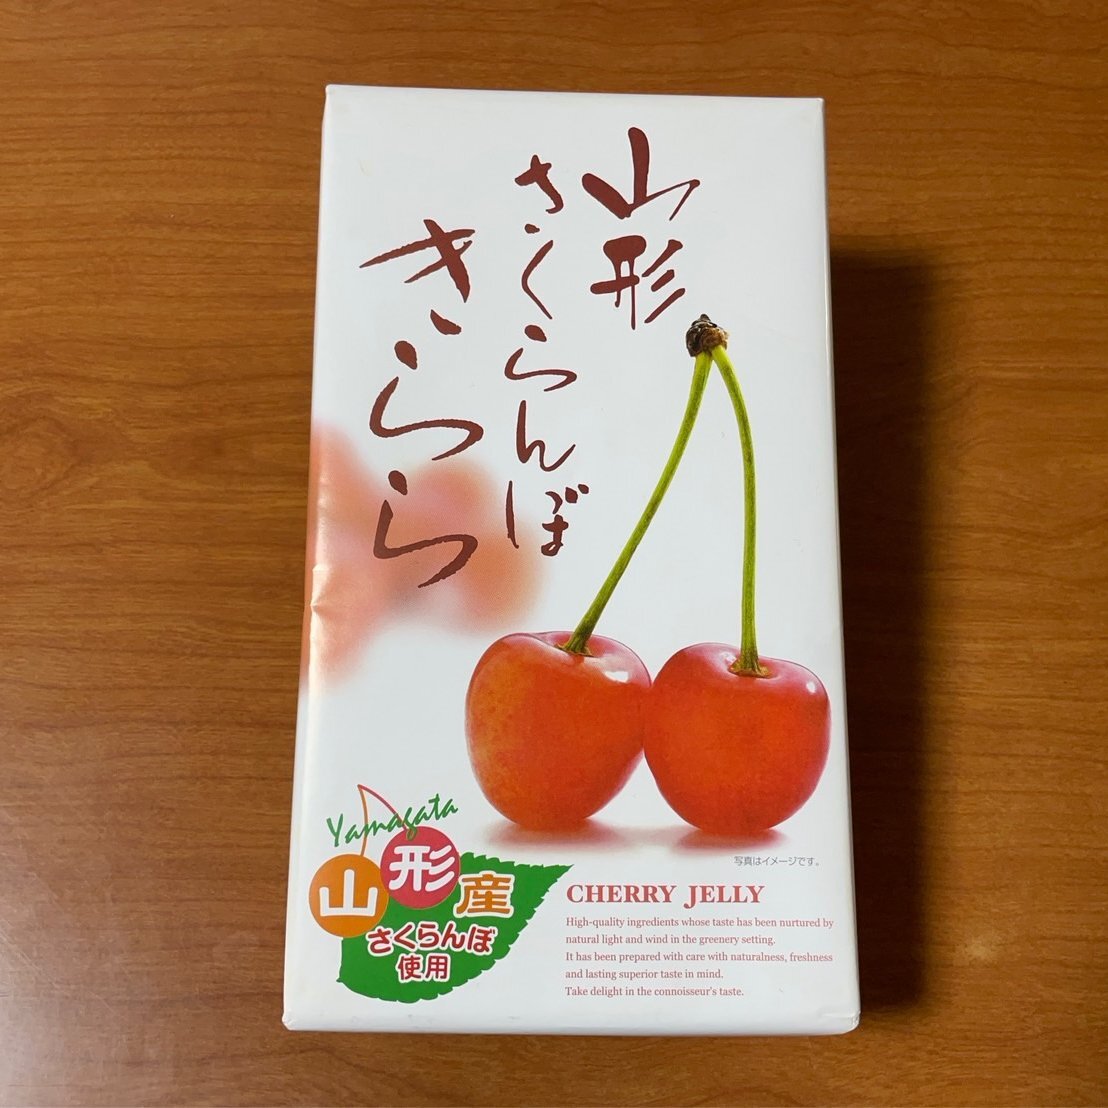 山形
さくらんぼ
きらら
写真はイメージです。
Yamagata
山形産
さくらんぼ
使用
CHERRY JELLY
High-quality ingredients whose taste has been nurtured by
natural light and wind in the greenery setting.
It has been prepared with care with naturalness, freshness
and lasting superior taste in mind.
Take delight in the connoisseur's taste.